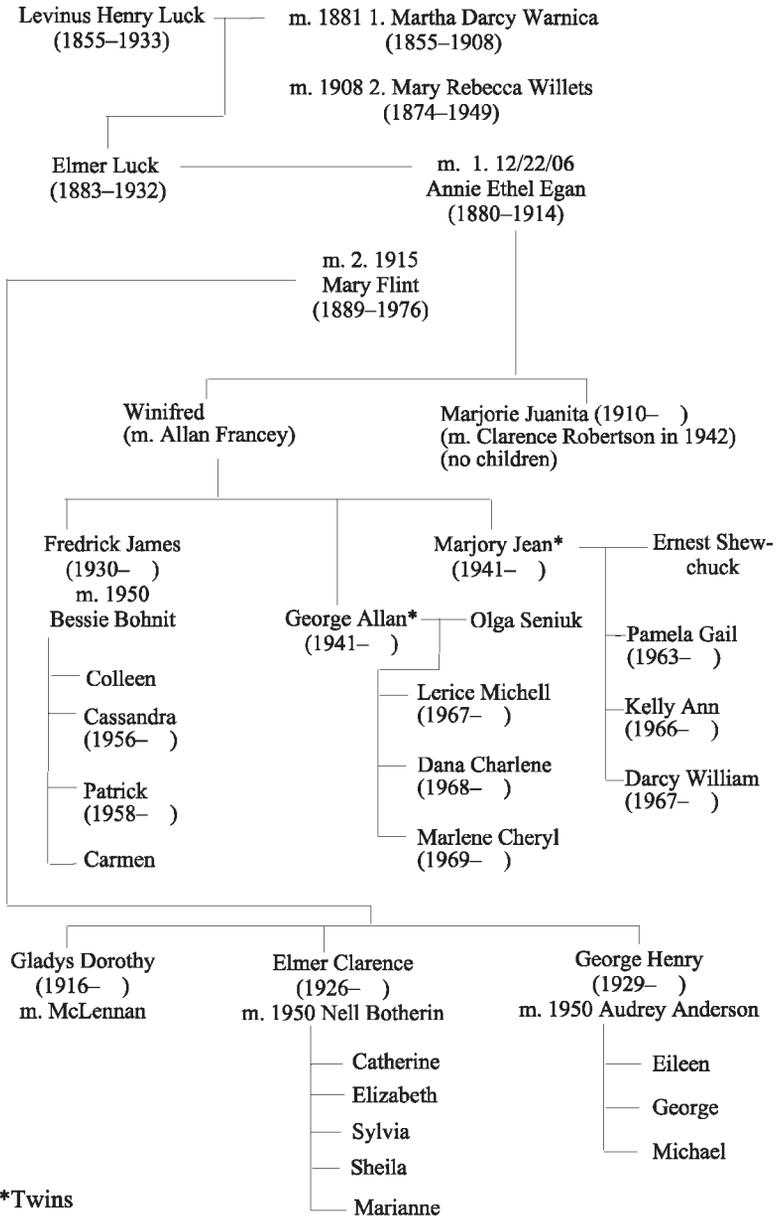 Levinus Henry Luck
(1855–1933)
m. 1881 1. Martha Darcy Warnica
(1855–1908)
m. 1908 2. Mary Rebecca Willets
(1874–1949)
Elmer Luck
(1883–1932)
m. 1. 12/22/06
Annie Ethel Egan
(1880–1914)
m. 2. 1915
Mary Flint
(1889–1976)
Winifred
(m. Allan Francey)
Marjorie Juanita (1910– )
(m. Clarence Robertson in 1942)
(no children)
Fredrick James
(1930– )
m. 1950
Bessie Bohnit
Colleen
Cassandra
(1956– )
Patrick
(1958– )
Carmen
George Allan*
(1941– )
Olga Seniuk
Lerice Michell
(1967– )
Dana Charlene
(1968– )
Marlene Cheryl
(1969– )
Marjory Jean*
(1941– )
Ernest Shew-
chuck
Pamela Gail
(1963– )
Kelly Ann
(1966– )
Darcy William
(1967– )
Gladys Dorothy
(1916– )
m. McLennan
Elmer Clarence
(1926– )
m. 1950 Nell Botherin
Catherine
Elizabeth
Sylvia
Sheila
Marianne
George Henry
(1929– )
m. 1950 Audrey Anderson
Eileen
George
Michael
*Twins